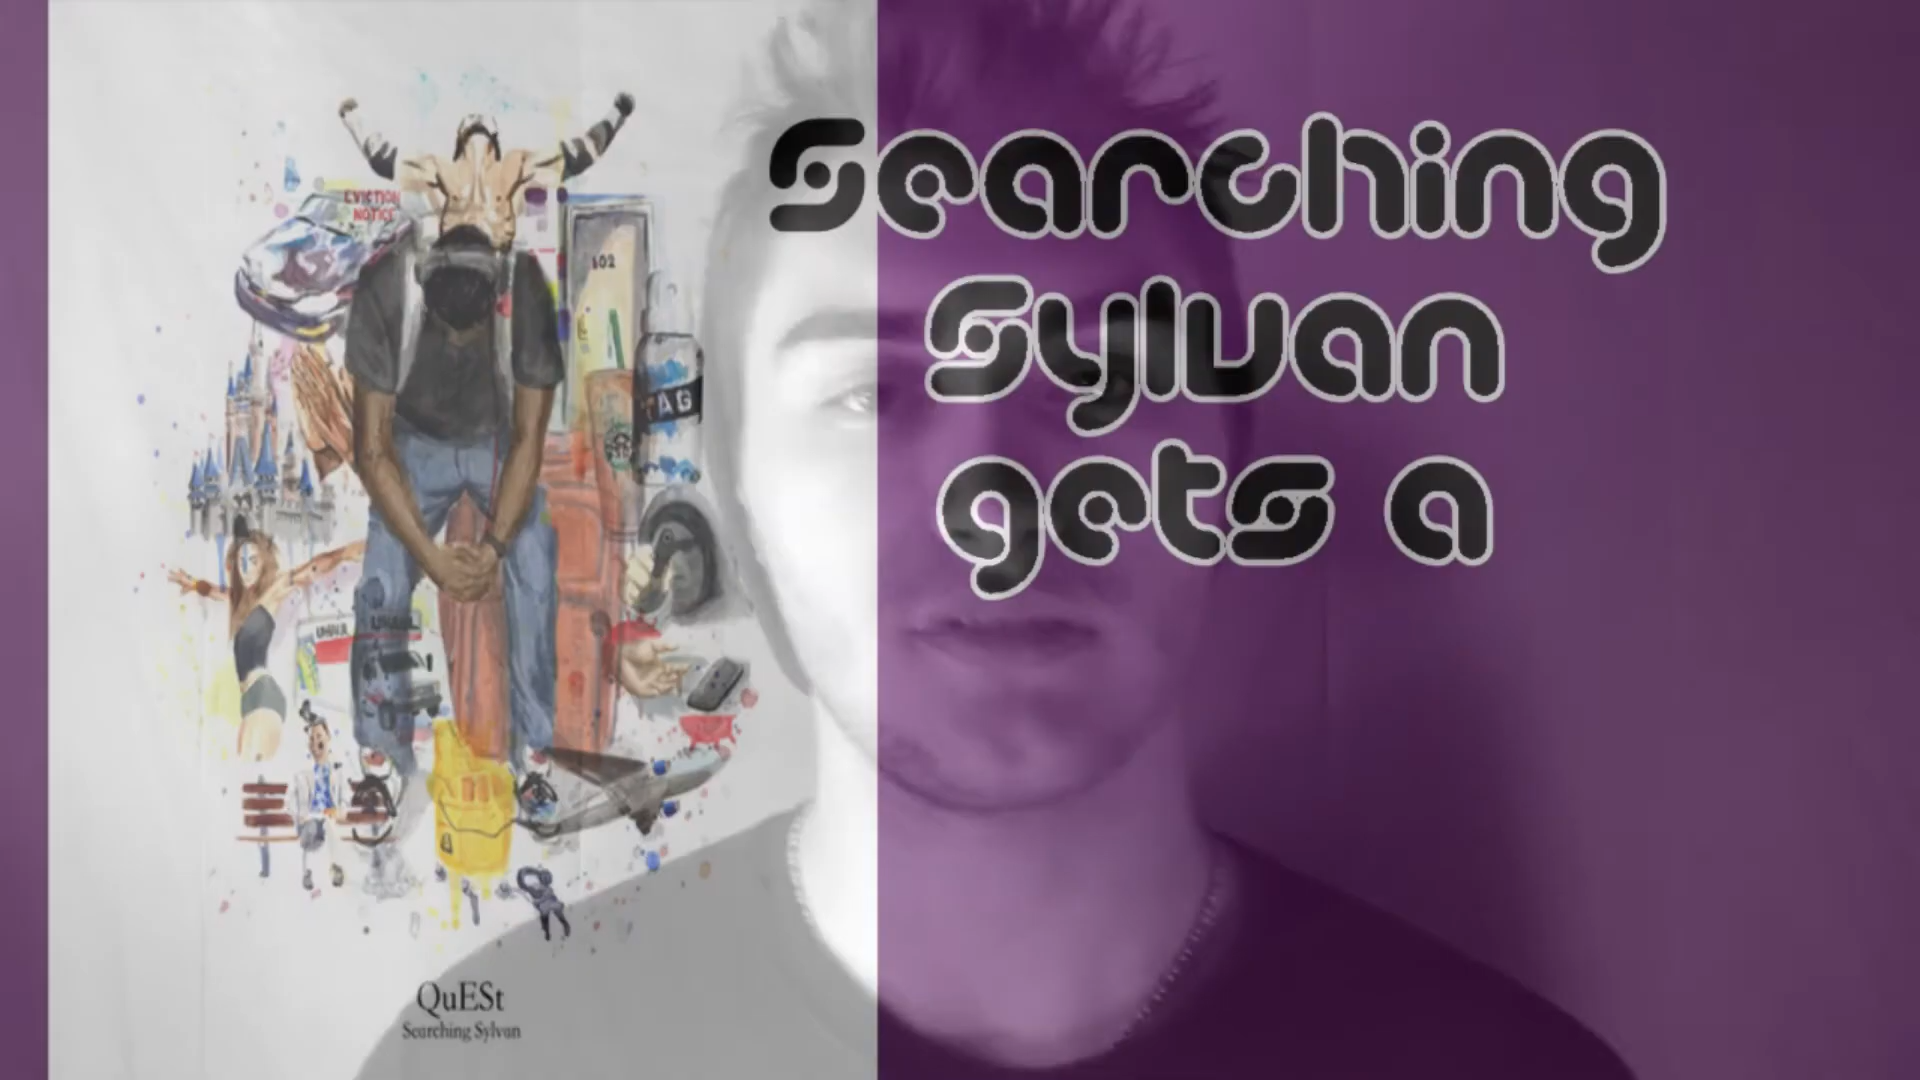 Searching
Sylvan
gets a
EVICTION
NOTICE
102
TAG
QuESt
Searching Sylvan